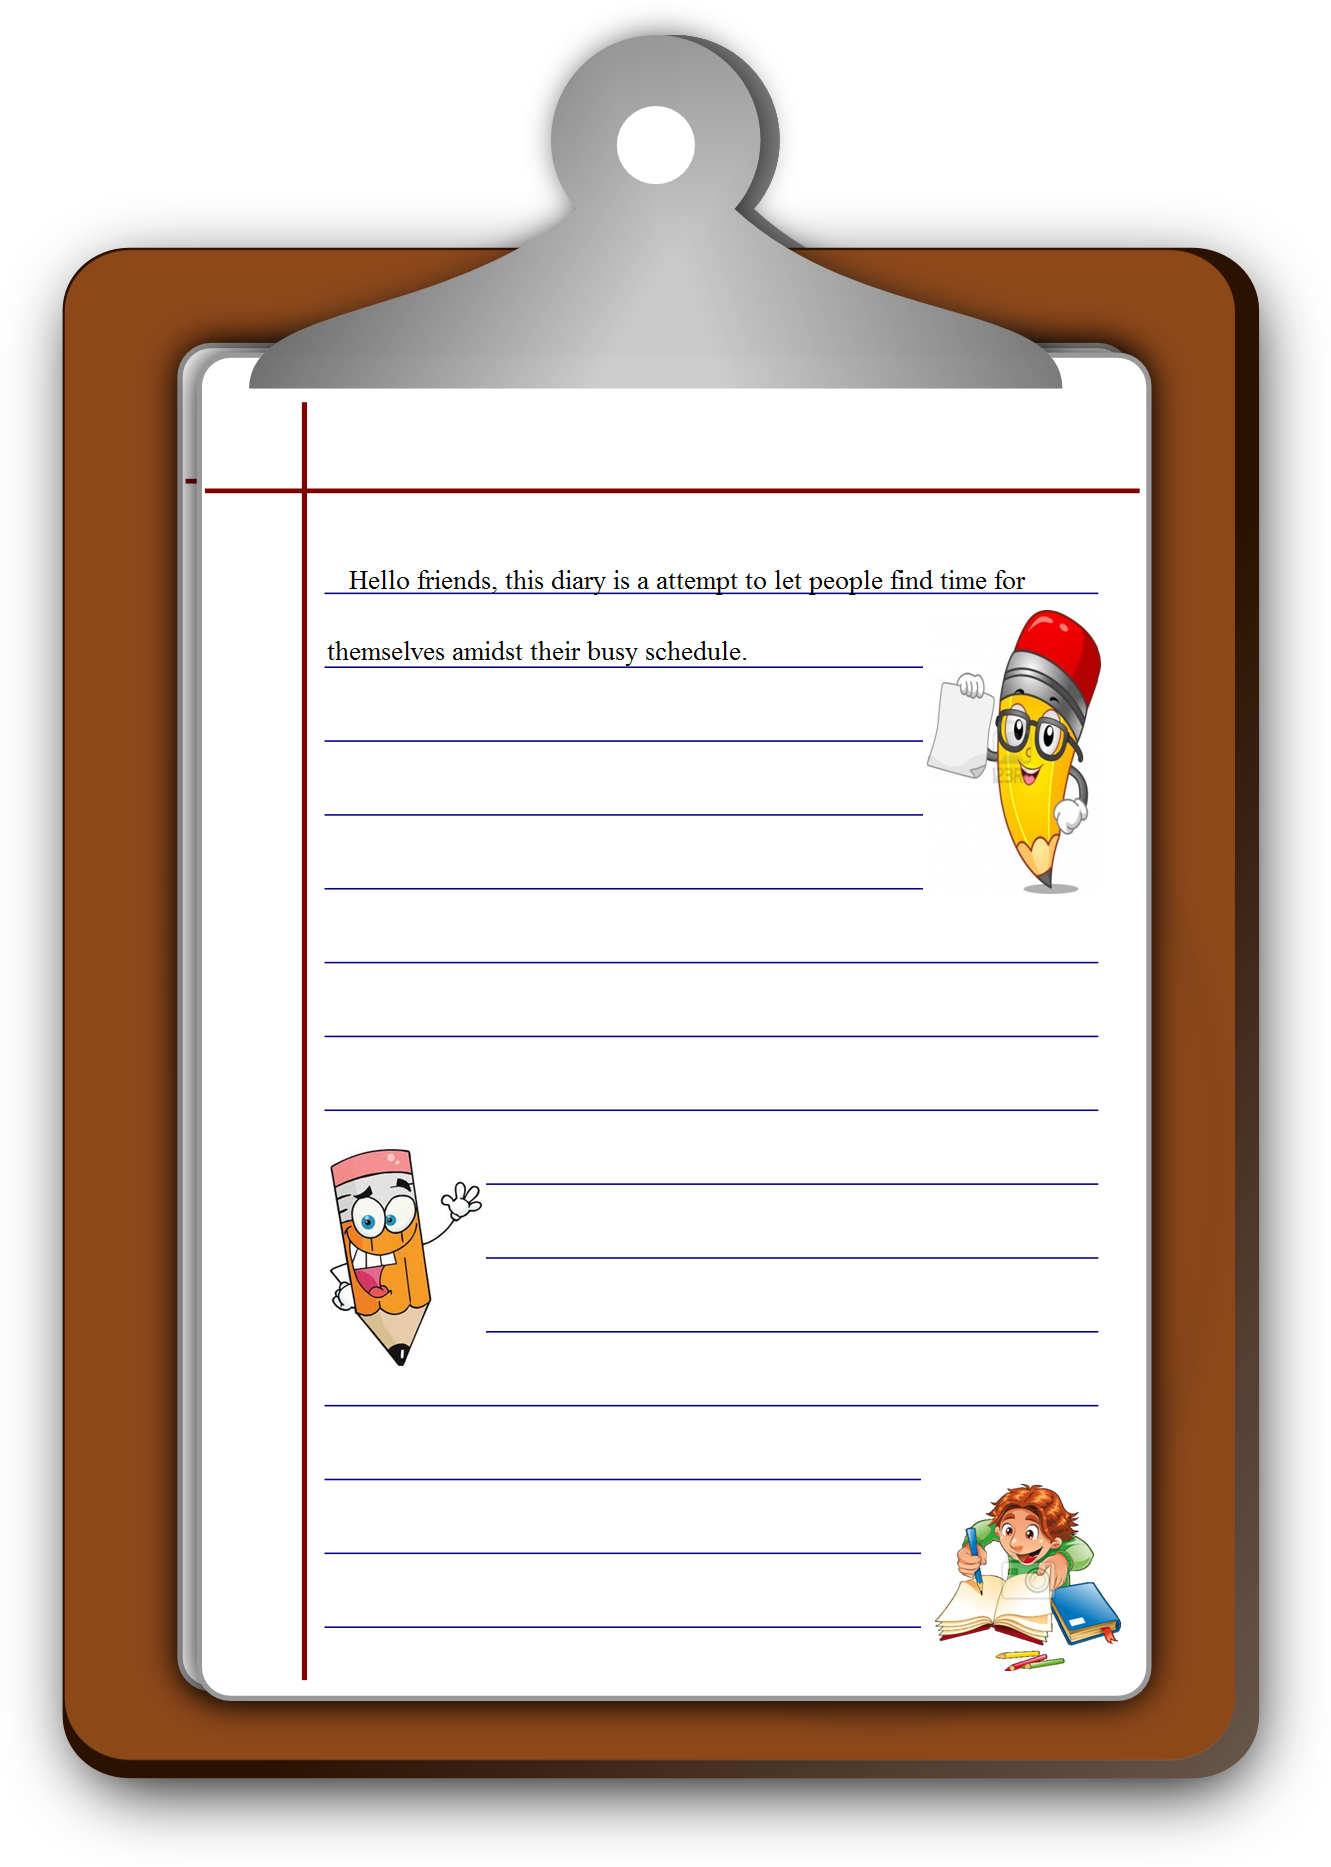 Hello friends, this diary is a attempt to let people find time for
themselves amidst their busy schedule.